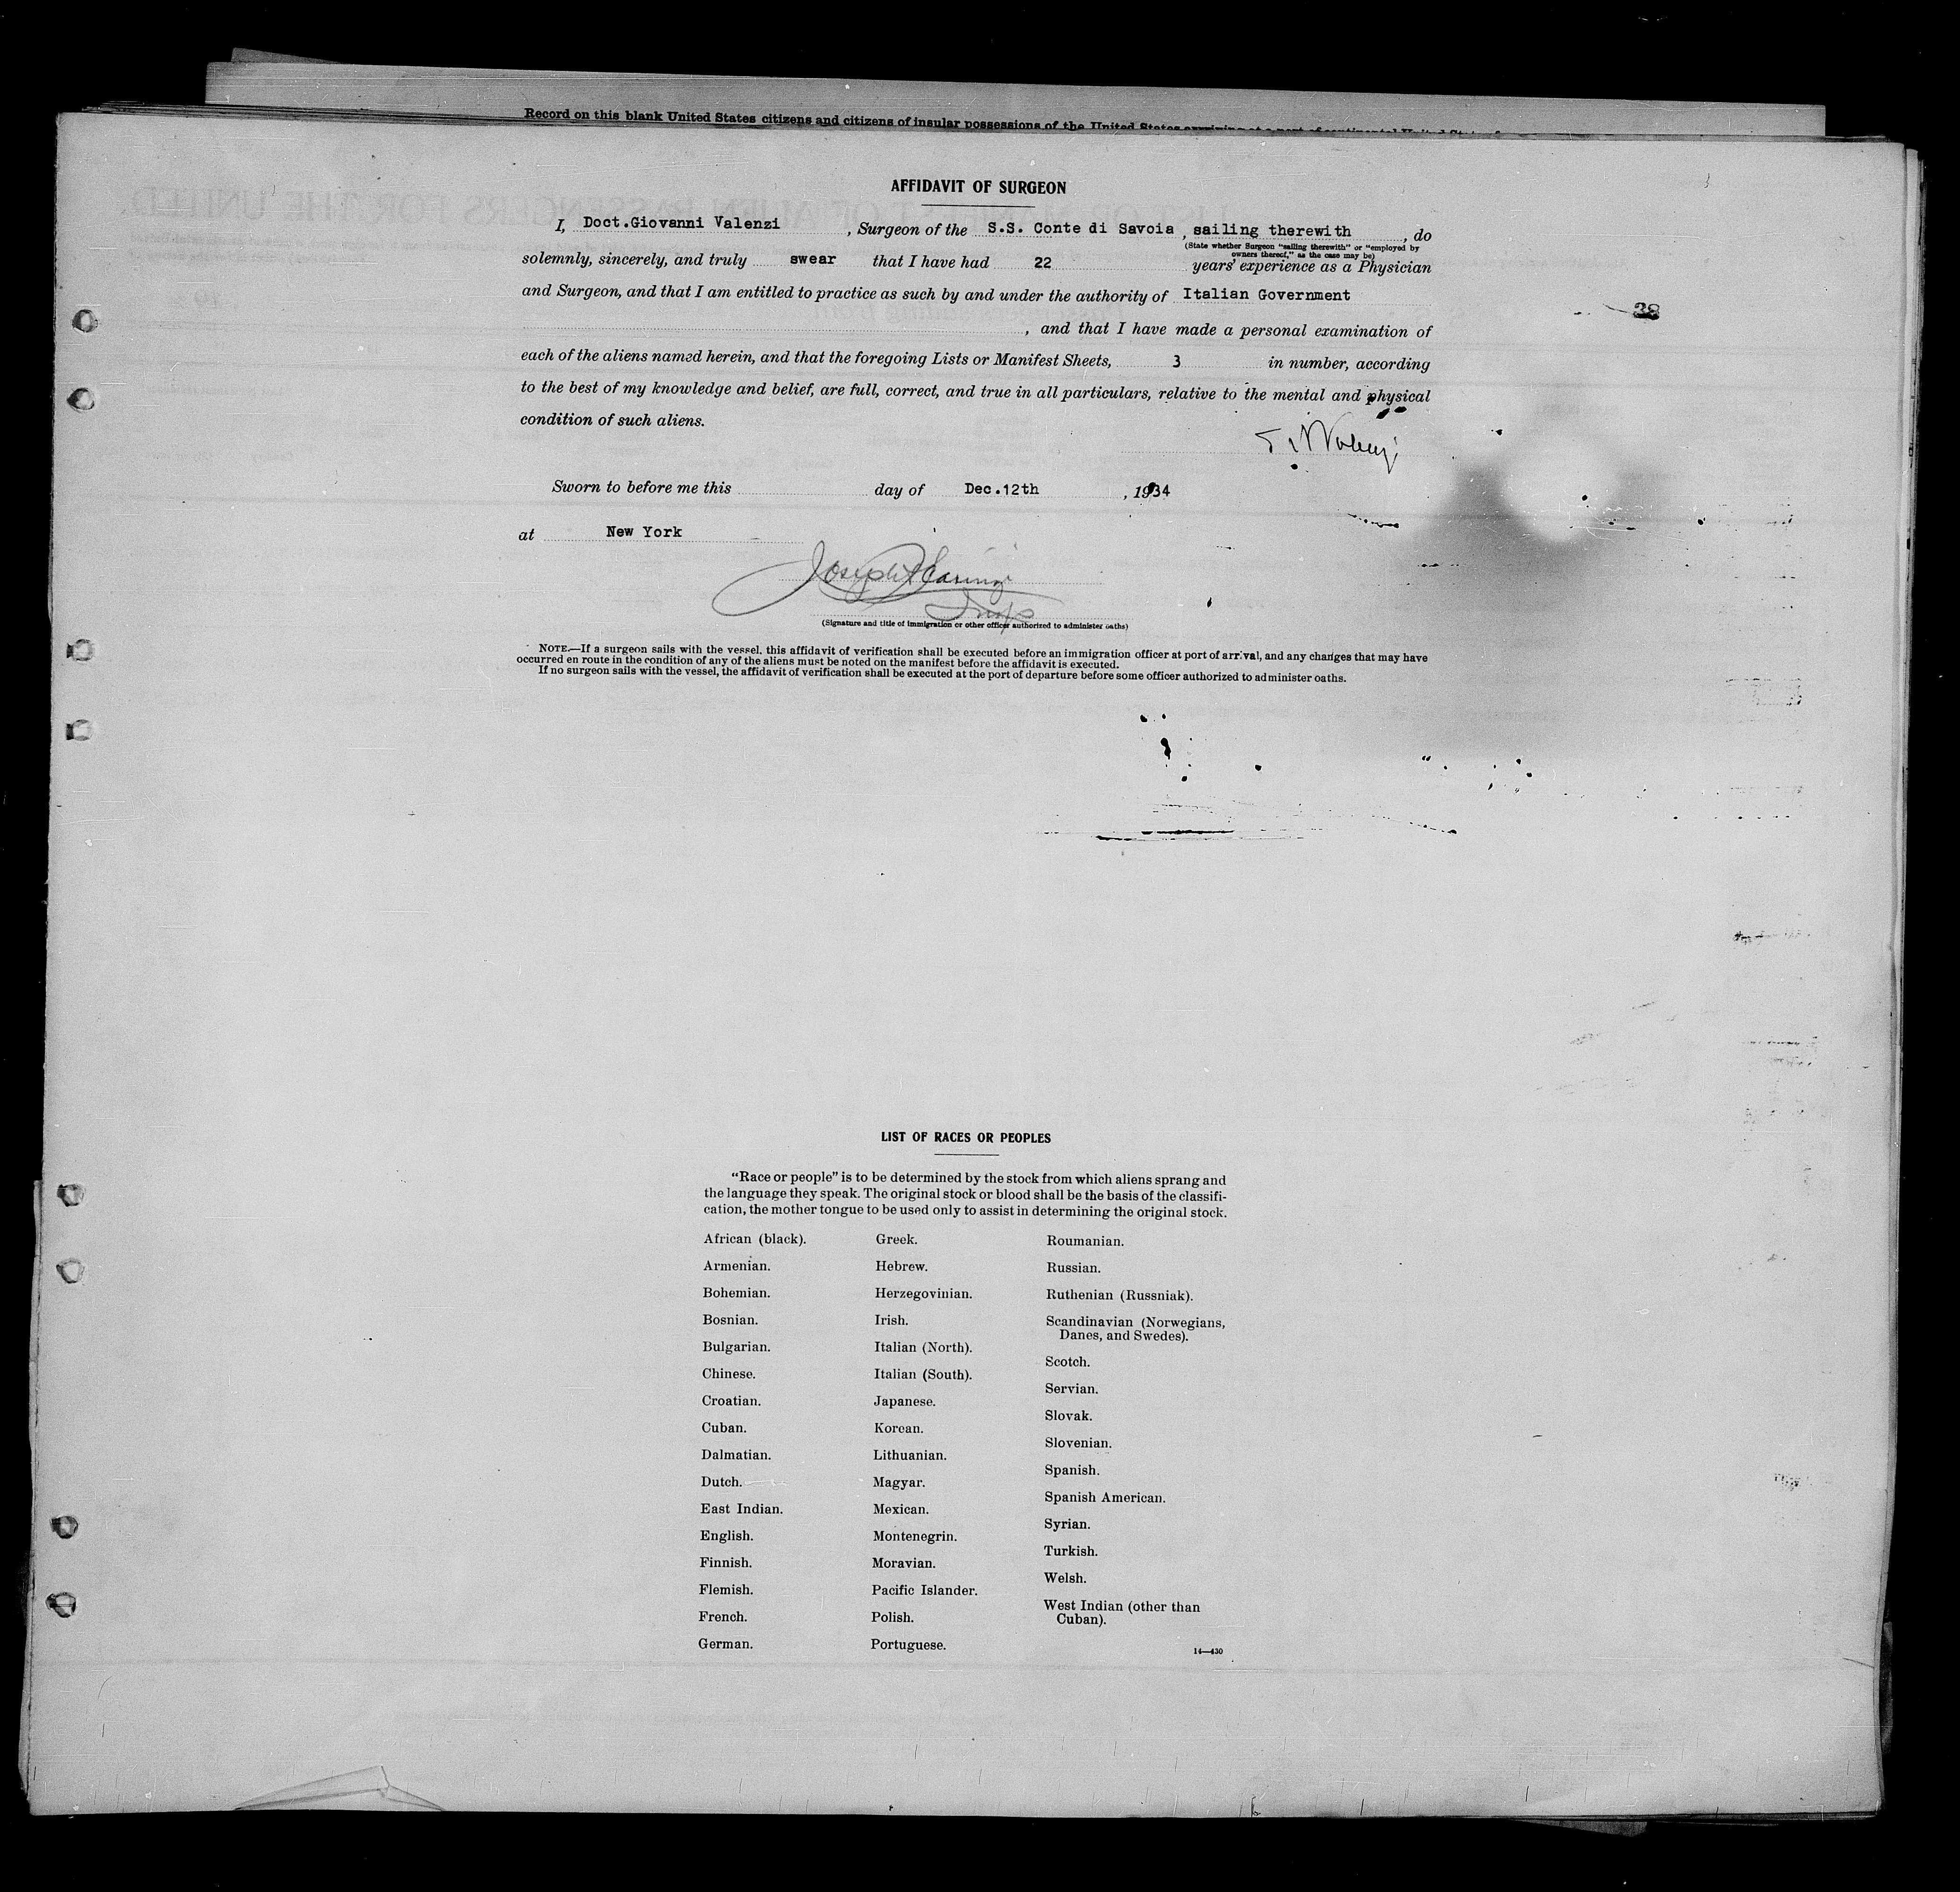 Record on this blank United States citizens and citizens of insular possessions of the United States
AFFIDAVIT OF SURGEON
I, Doct.Giovanni Valenzi, Surgeon of the S.S. Conte di Savoia, sailing therewith, do
(State whether Surgeon “sailing therewith” or “employed by
owners thereof,” as the case may be)
solemnly, sincerely, and truly swear that I have had 22 years' experience as a Physician
and Surgeon, and that I am entitled to practice as such by and under the authority of Italian Government
38
, and that I have made a personal examination of
each of the aliens named herein, and that the foregoing Lists or Manifest Sheets, 3 in number, according
to the best of my knowledge and belief, are full, correct, and true in all particulars, relative to the mental and physical
condition of such aliens.
Sworn to before me this day of Dec.12th, 1934
at New York
Joseph
Insp
(Signature and title of immigration or other officer authorized to administer oaths)
NOTE.—If a surgeon sails with the vessel, this affidavit of verification shall be executed before an immigration officer at port of arrival, and any changes that may have
occurred en route in the condition of any of the aliens must be noted on the manifest before the affidavit is executed.
If no surgeon sails with the vessel, the affidavit of verification shall be executed at the port of departure before some officer authorized to administer oaths.
LIST OF RACES OR PEOPLES
“Race or people” is to be determined by the stock from which aliens sprang and
the language they speak. The original stock or blood shall be the basis of the classifi-
cation, the mother tongue to be used only to assist in determining the original stock.
African (black).
Armenian.
Bohemian.
Bosnian.
Bulgarian.
Chinese.
Croatian.
Cuban.
Dalmatian.
Dutch.
East Indian.
English.
Finnish.
Flemish.
French.
German.
Greek.
Hebrew.
Herzegovinian.
Irish.
Italian (North).
Italian (South).
Japanese.
Korean.
Lithuanian.
Magyar.
Mexican.
Montenegrin.
Moravian.
Pacific Islander.
Polish.
Portuguese.
Roumanian.
Russian.
Ruthenian (Russniak).
Scandinavian (Norwegians,
Danes, and Swedes).
Scotch.
Servian.
Slovak.
Slovenian.
Spanish.
Spanish American.
Syrian.
Turkish.
Welsh.
West Indian (other than
Cuban).
14—430